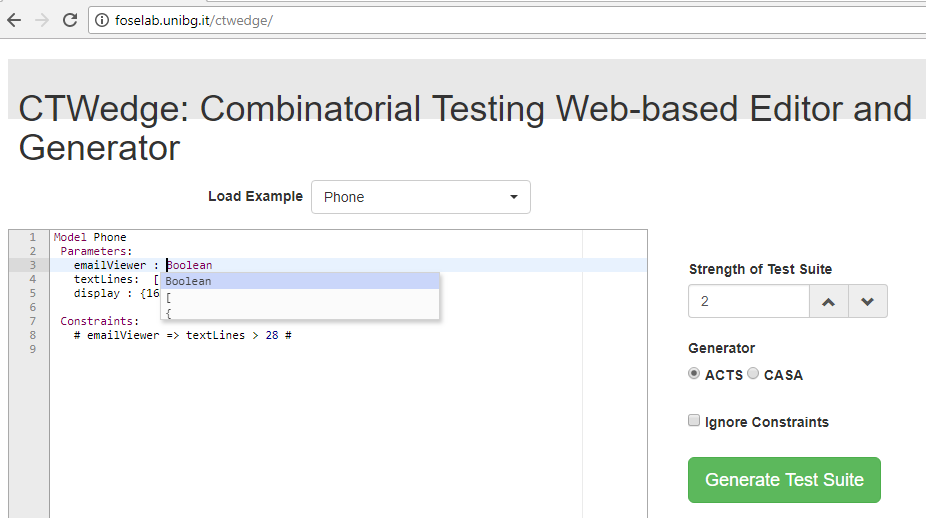 foselab.unibg.it/ctwedge/
CTWedge: Combinatorial Testing Web-based Editor and
Generator
Load Example Phone
1 Model Phone
2 Parameters:
3 emailViewer : Boolean
4 textLines: [
5 display : {16
6
7 Constraints:
8 # emailViewer => textLines > 28 #
9
Boolean
[
{
Strength of Test Suite
2
Generator
ACTS CASA
Ignore Constraints
Generate Test Suite